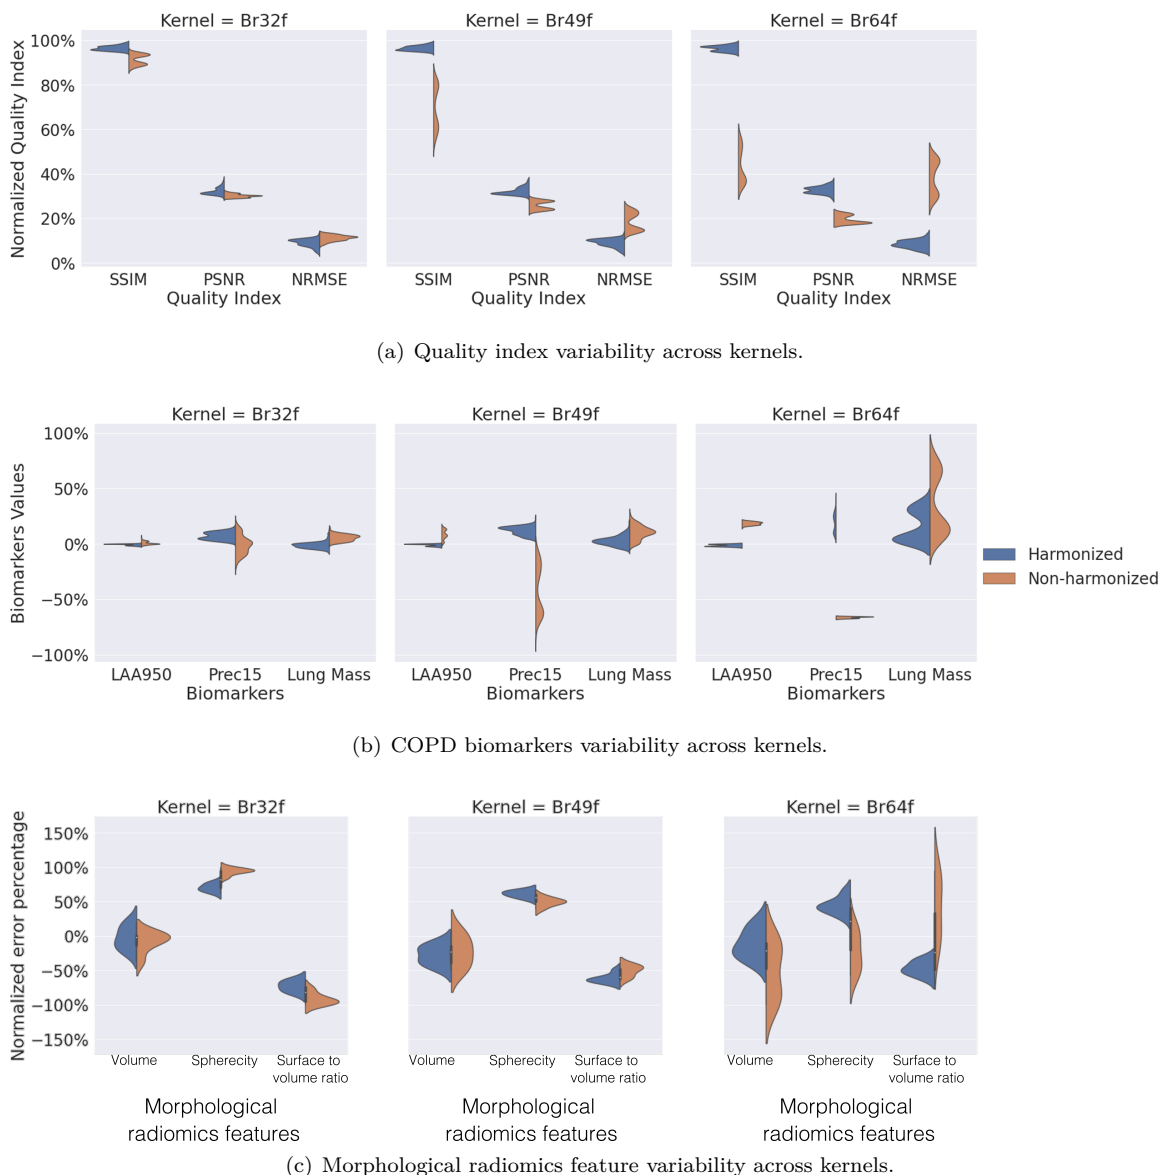 Kernel = Br32f
Kernel = Br49f
Kernel = Br64f
Normalized Quality Index
100%
80%
60%
40%
20%
0%
SSIM PSNR NRMSE
SSIM PSNR NRMSE
SSIM PSNR NRMSE
Quality Index
Quality Index
Quality Index
(a) Quality index variability across kernels.
Kernel = Br32f
Kernel = Br49f
Kernel = Br64f
Biomarkers Values
100%
50%
0%
−50%
−100%
LAA950 Prec15 Lung Mass
LAA950 Prec15 Lung Mass
LAA950 Prec15 Lung Mass
Biomarkers
Biomarkers
Biomarkers
Harmonized
Non-harmonized
(b) COPD biomarkers variability across kernels.
Kernel = Br32f
Kernel = Br49f
Kernel = Br64f
Normalized error percentage
150%
100%
50%
0%
−50%
−100%
−150%
Volume Spherecity Surface to
volume ratio
Volume Spherecity Surface to
volume ratio
Volume Spherecity Surface to
volume ratio
Morphological
radiomics features
Morphological
radiomics features
Morphological
radiomics features
(c) Morphological radiomics feature variability across kernels.